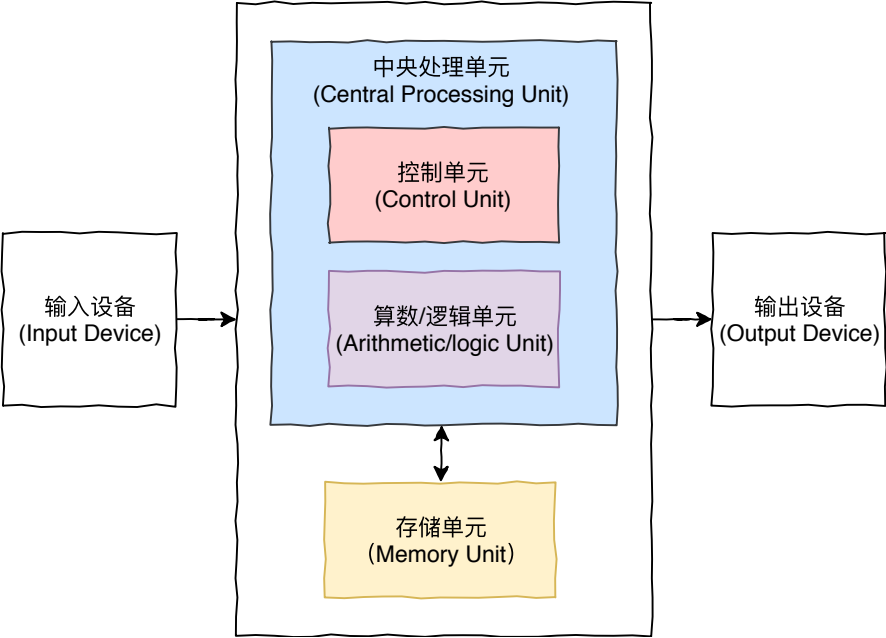 中央处理单元
(Central Processing Unit)
控制单元
(Control Unit)
输入设备
(Input Device)
算数/逻辑单元
(Arithmetic/logic Unit)
输出设备
(Output Device)
存储单元
（Memory Unit）